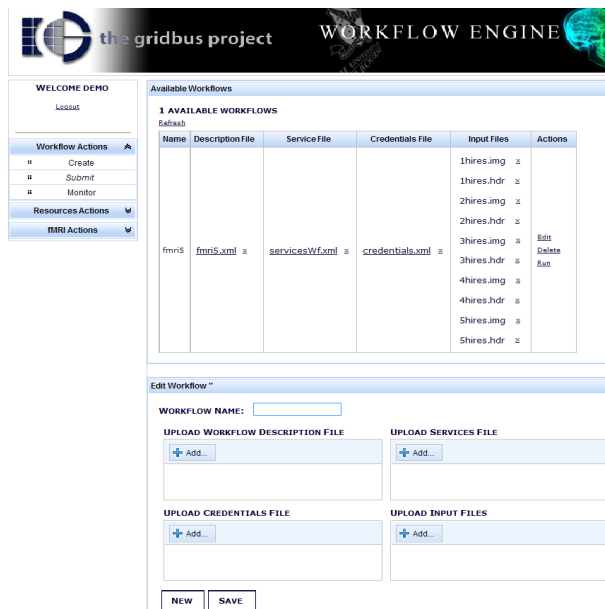 the gridbus project
WORKFLOW ENGINE
WELCOME DEMO
Logout
Workflow Actions
Create
Submit
Monitor
Resources Actions
fMRI Actions
Available Workflows
1 AVAILABLE WORKFLOWS
Refresh
Name Description File Service File Credentials File Input Files Actions
fmri5 fmri5.xml x servicesWf.xml x credentials.xml x
1hires.img x
1hires.hdr x
2hires.img x
2hires.hdr x
3hires.img x
3hires.hdr x
4hires.img x
4hires.hdr x
5hires.img x
5hires.hdr x
Edit
Delete
Run
Edit Workflow ''
WORKFLOW NAME:
UPLOAD WORKFLOW DESCRIPTION FILE
Add...
UPLOAD SERVICES FILE
Add...
UPLOAD CREDENTIALS FILE
Add...
UPLOAD INPUT FILES
Add...
NEW SAVE